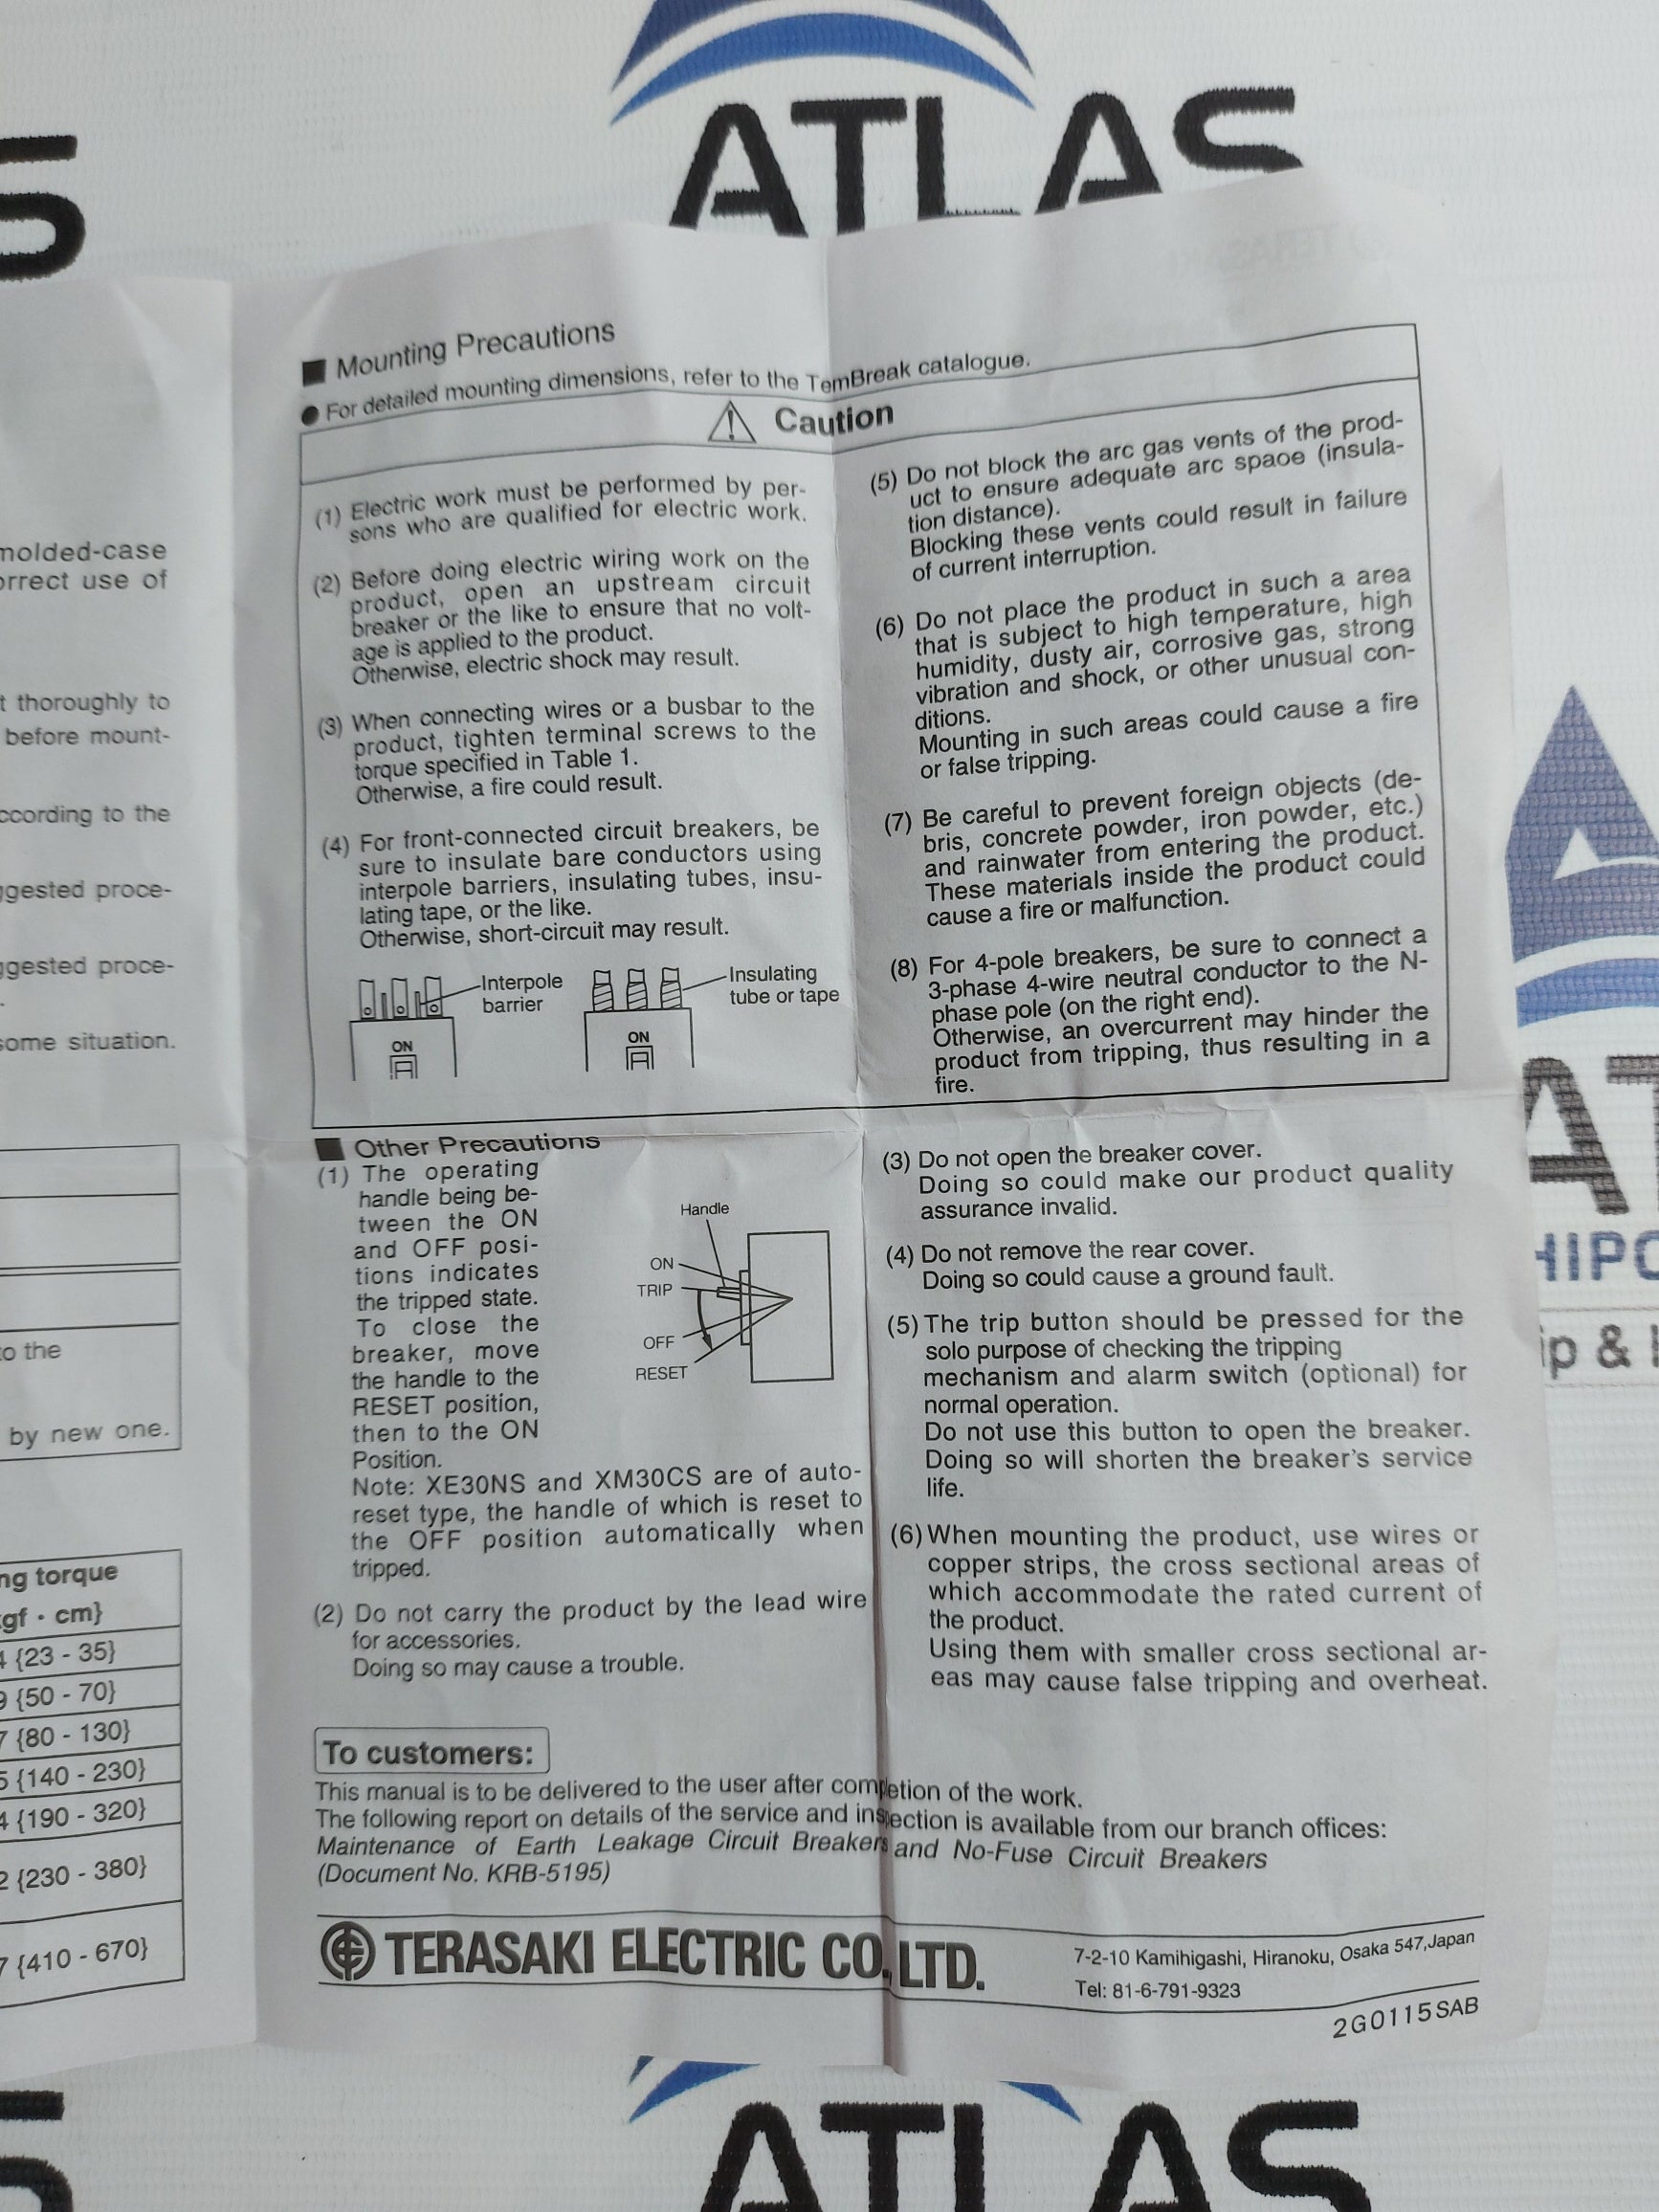 ATLAS
S
■ Mounting Precautions
● For detailed mounting dimensions, refer to the TemBreak catalogue.
Caution
(1) Electric work must be performed by per-
sons who are qualified for electric work.
(2) Before doing electric wiring work on the
product, open an upstream circuit
breaker or the like to ensure that no volt-
age is applied to the product.
Otherwise, electric shock may result.
(3) When connecting wires or a busbar to the
product, tighten terminal screws to the
torque specified in Table 1.
Otherwise, a fire could result.
(4) For front-connected circuit breakers, be
sure to insulate bare conductors using
interpole barriers, insulating tubes, insu-
lating tape, or the like.
Otherwise, short-circuit may result.
Interpole
barrier
ON
Insulating
tube or tape
ON
(5) Do not block the arc gas vents of the prod-
uct to ensure adequate arc spaoe (insula-
tion distance).
Blocking these vents could result in failure
of current interruption.
(6) Do not place the product in such a area
that is subject to high temperature, high
humidity, dusty air, corrosive gas, strong
vibration and shock, or other unusual con-
ditions.
Mounting in such areas could cause a fire
or false tripping.
(7) Be careful to prevent foreign objects (de-
bris, concrete powder, iron powder, etc.)
and rainwater from entering the product.
These materials inside the product could
cause a fire or malfunction.
(8) For 4-pole breakers, be sure to connect a
3-phase 4-wire neutral conductor to the N-
phase pole (on the right end).
Otherwise, an overcurrent may hinder the
product from tripping, thus resulting in a
fire.
■ Other Precautions
(1) The operating
handle being be-
tween the ON
and OFF posi-
tions indicates
the tripped state.
To close the
breaker, move
the handle to the
RESET position,
then to the ON
Position.
Note: XE30NS and XM30CS are of auto-
reset type, the handle of which is reset to
the OFF position automatically when
tripped.
Handle
ON
TRIP
OFF
RESET
(2) Do not carry the product by the lead wire
for accessories.
Doing so may cause a trouble.
(3) Do not open the breaker cover.
Doing so could make our product quality
assurance invalid.
(4) Do not remove the rear cover.
Doing so could cause a ground fault.
(5) The trip button should be pressed for the
solo purpose of checking the tripping
mechanism and alarm switch (optional) for
normal operation.
Do not use this button to open the breaker.
Doing so will shorten the breaker's service
life.
(6) When mounting the product, use wires or
copper strips, the cross sectional areas of
which accommodate the rated current of
the product.
Using them with smaller cross sectional ar-
eas may cause false tripping and overheat.
To customers:
This manual is to be delivered to the user after completion of the work.
The following report on details of the service and inspection is available from our branch offices:
Maintenance of Earth Leakage Circuit Breakers and No-Fuse Circuit Breakers
(Document No. KRB-5195)
TERASAKI ELECTRIC CO., LTD.
7-2-10 Kamihigashi, Hiranoku, Osaka 547,Japan
Tel: 81-6-791-9323
2G0115SAB
molded-case
orrect use of
t thoroughly to
before mount-
ccording to the
ggested proce-
ggested proce-
some situation.
to the
by new one.
ng torque
kgf・cm}
4 {23 - 35}
9 {50 - 70}
7 {80 - 130}
5 {140 - 230}
4 {190 - 320}
2 {230 - 380}
7 {410 - 670}
AT
HIPC
ip &
ATLAS